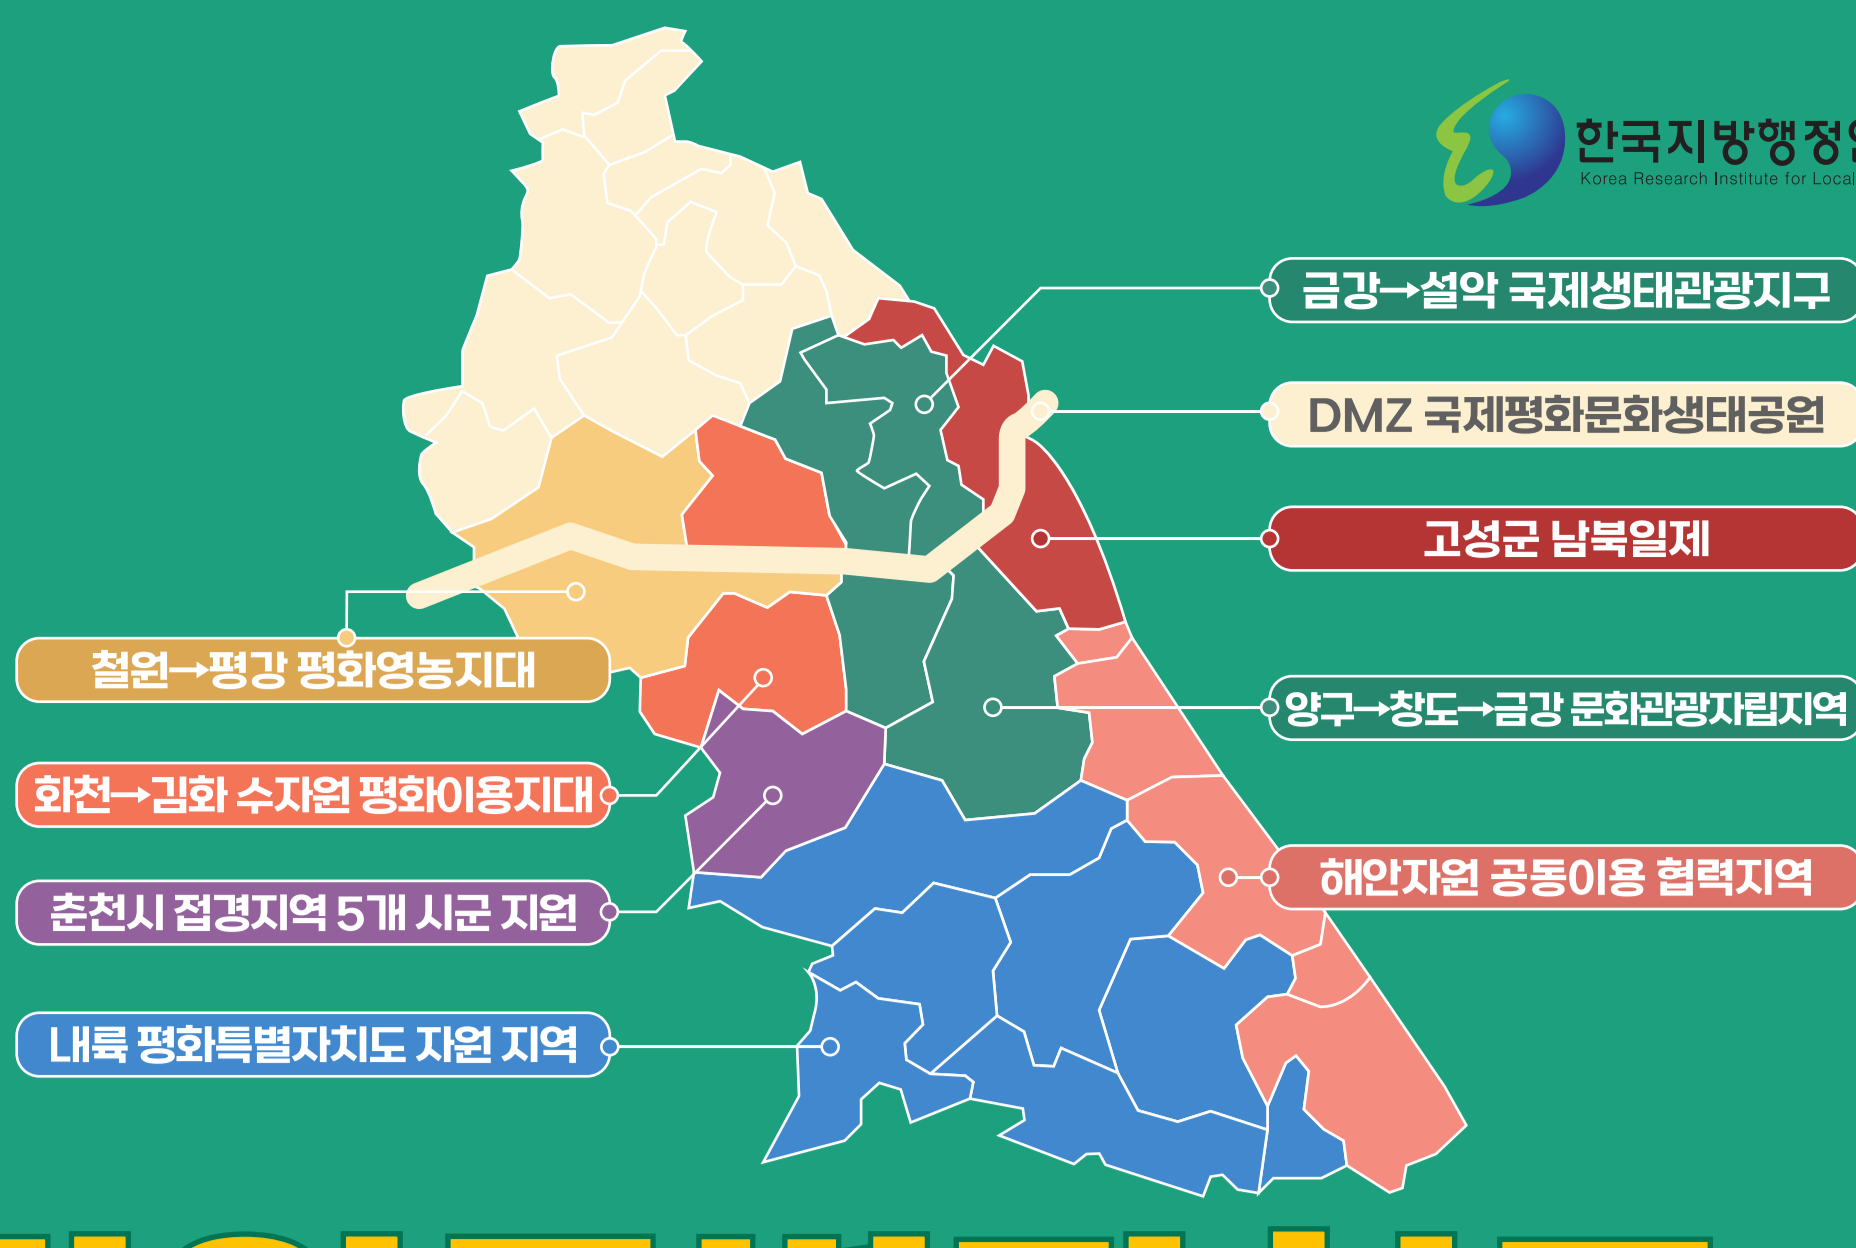 한국지방행정연
Korea Research Institute for Local
금강→설악 국제생태관광지구
DMZ 국제평화문화생태공원
고성군 남북일제
철원→평강 평화영농지대
양구→창도→금강 문화관광자립지역
화천→김화 수자원 평화이용지대
해안자원 공동이용 협력지역
춘천시 접경지역 5개 시군 지원
내륙 평화특별자치도 자원 지역